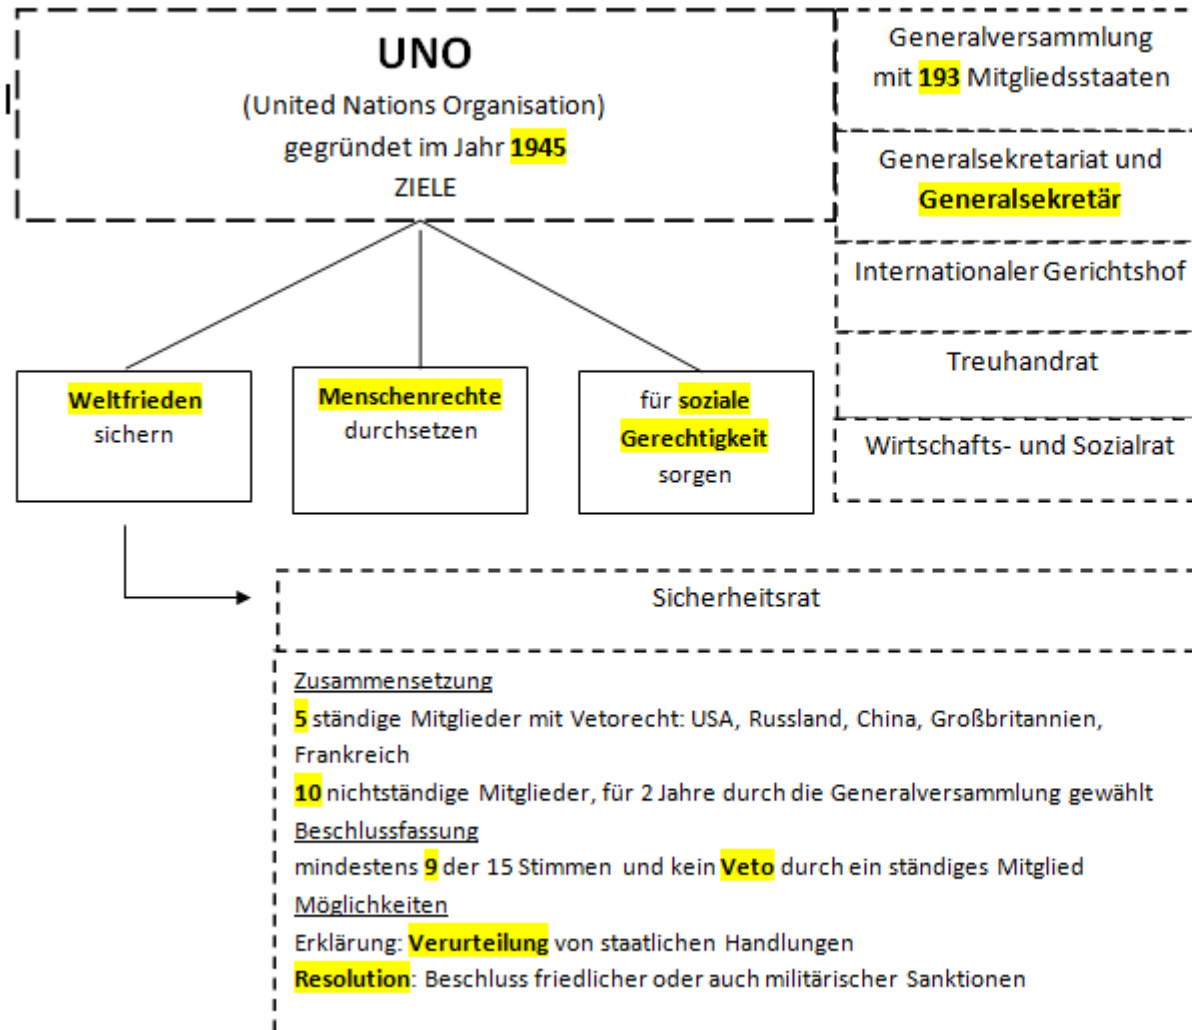 UNO
(United Nations Organisation)
gegründet im Jahr 1945
ZIELE
Generalversammlung
mit 193 Mitgliedsstaaten
Generalsekretariat und
Generalsekretär
Internationaler Gerichtshof
Treuhandrat
Wirtschafts- und Sozialrat
Weltfrieden
sichern
Menschenrechte
durchsetzen
für soziale
Gerechtigkeit
sorgen
Sicherheitsrat
Zusammensetzung
5 ständige Mitglieder mit Vetorecht: USA, Russland, China, Großbritannien,
Frankreich
10 nichtständige Mitglieder, für 2 Jahre durch die Generalversammlung gewählt
Beschlussfassung
mindestens 9 der 15 Stimmen und kein Veto durch ein ständiges Mitglied
Möglichkeiten
Erklärung: Verurteilung von staatlichen Handlungen
Resolution: Beschluss friedlicher oder auch militärischer Sanktionen